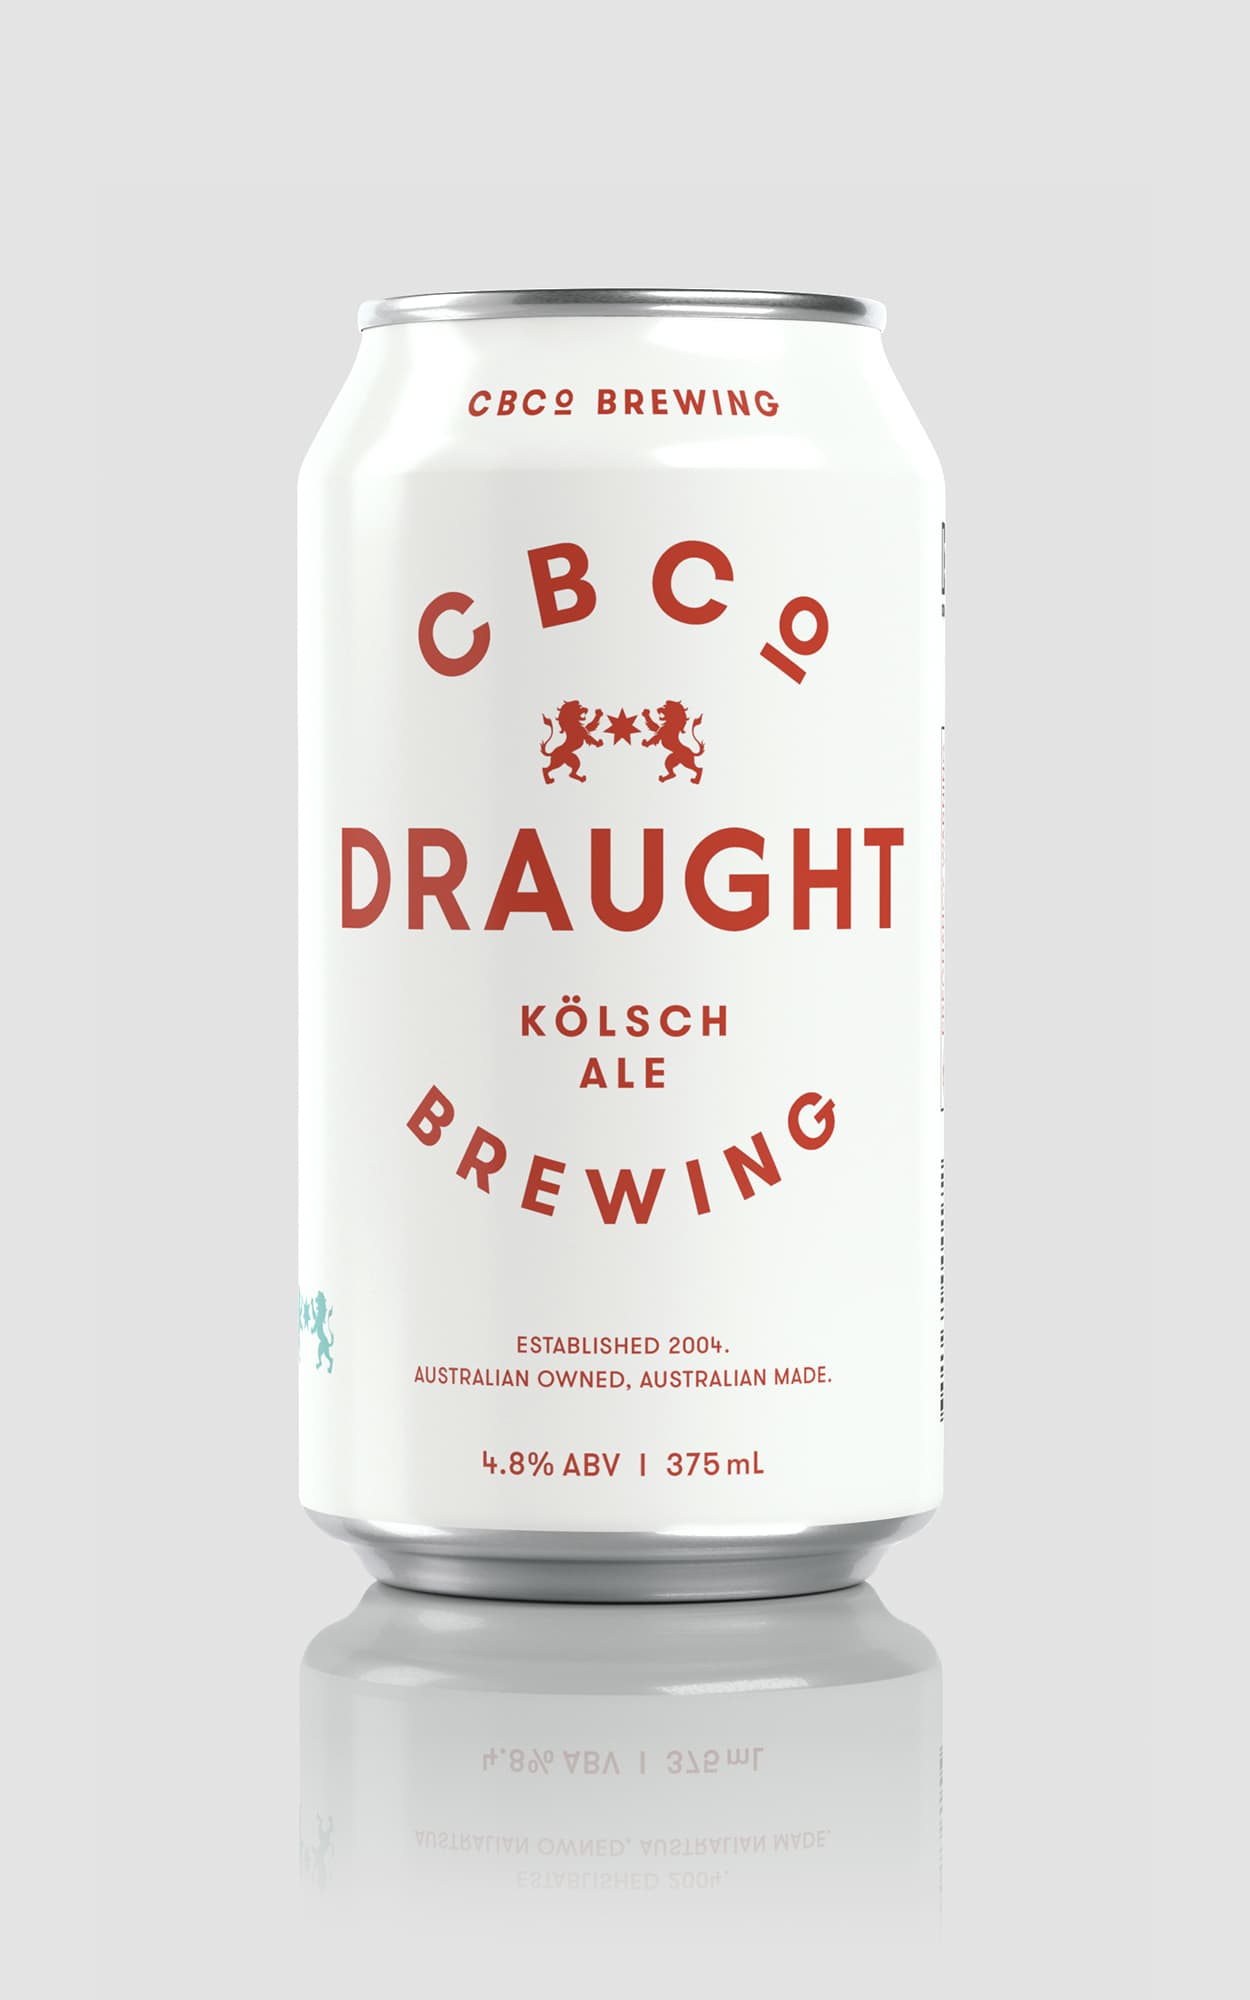 CBCo BREWING
CBCo
DRAUGHT
KÖLSCH
ALE
BREWING
ESTABLISHED 2004.
AUSTRALIAN OWNED, AUSTRALIAN MADE.
4.8% ABV | 375 mL